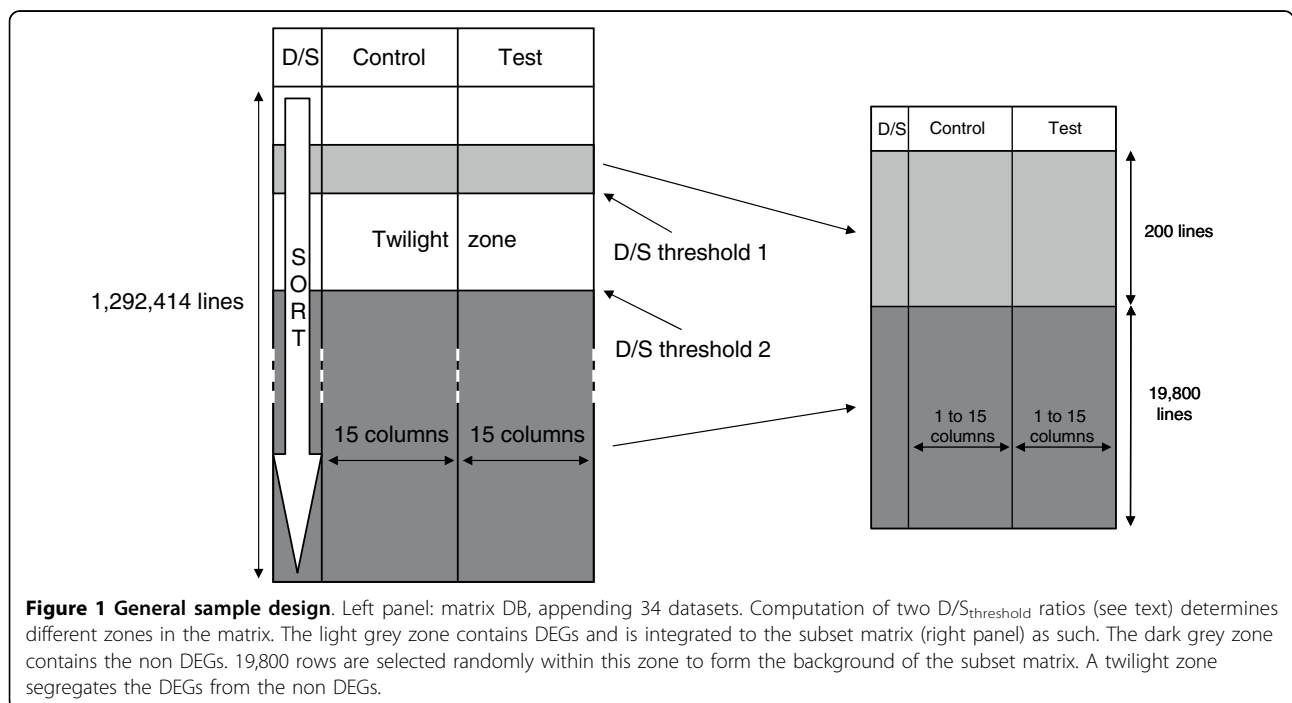 D/S Control Test
1,292,414 lines
SORT
Twilight zone
D/S threshold 1
D/S threshold 2
15 columns 15 columns
D/S Control Test
200 lines
19,800
lines
1 to 15
columns
1 to 15
columns
Figure 1 General sample design. Left panel: matrix DB, appending 34 datasets. Computation of two D/Sthreshold ratios (see text) determines
different zones in the matrix. The light grey zone contains DEGs and is integrated to the subset matrix (right panel) as such. The dark grey zone
contains the non DEGs. 19,800 rows are selected randomly within this zone to form the background of the subset matrix. A twilight zone
segregates the DEGs from the non DEGs.